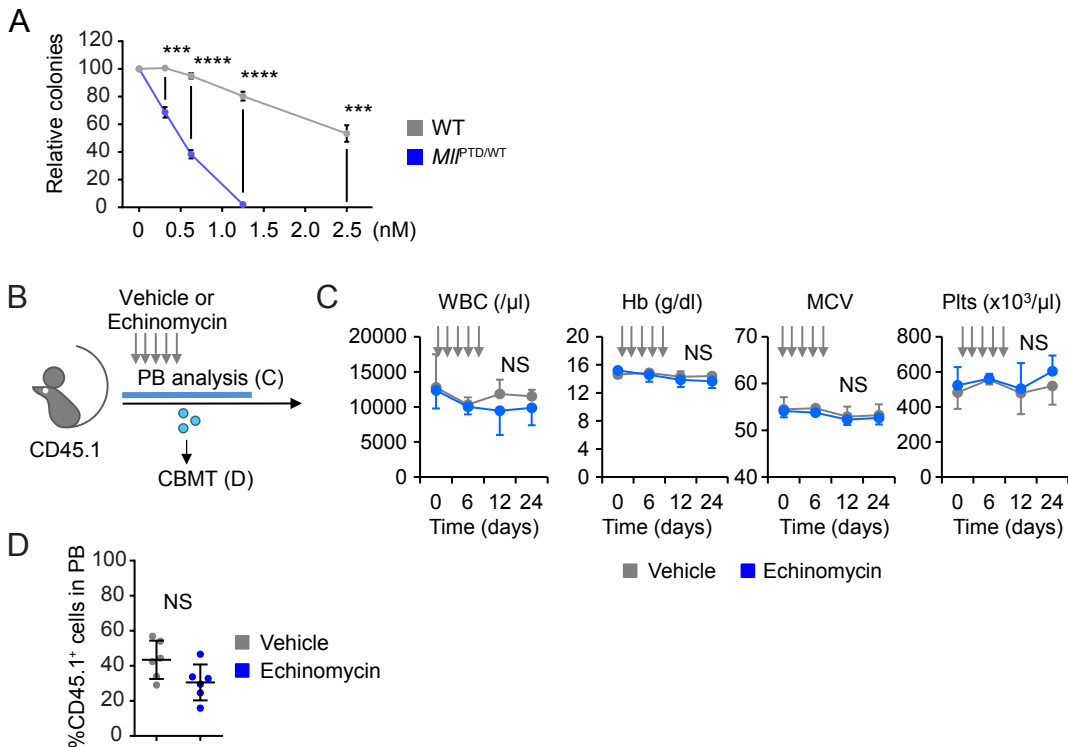 A
Relative colonies
120
100
80
60
40
20
0
***
****
****
***
0 0.5 1.0 1.5 2.0 2.5 (nM)
WT
Mll^PTD/WT
B
Vehicle or
Echinomycin
PB analysis (C)
CD45.1
CBMT (D)
C
WBC (/µl)
20000
15000
10000
5000
0
NS
0 6 12 24
Time (days)
Hb (g/dl)
20
16
12
8
4
0
NS
0 6 12 24
Time (days)
MCV
70
60
50
40
NS
0 6 12 24
Time (days)
Plts (x10³/µl)
800
600
400
200
0
NS
0 6 12 24
Time (days)
Vehicle
Echinomycin
D
%CD45.1⁺ cells in PB
100
80
60
40
20
0
NS
Vehicle
Echinomycin